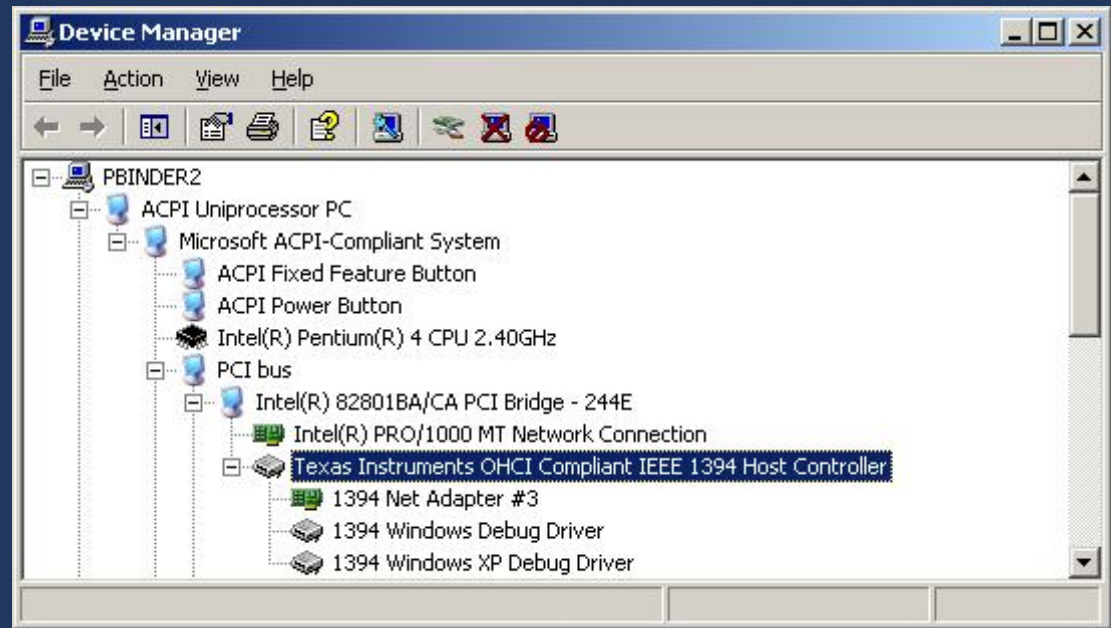 Device Manager
File Action View Help
PBINDER2
ACPI Uniprocessor PC
Microsoft ACPI-Compliant System
ACPI Fixed Feature Button
ACPI Power Button
Intel(R) Pentium(R) 4 CPU 2.40GHz
PCI bus
Intel(R) 82801BA/CA PCI Bridge - 244E
Intel(R) PRO/1000 MT Network Connection
Texas Instruments OHCI Compliant IEEE 1394 Host Controller
1394 Net Adapter #3
1394 Windows Debug Driver
1394 Windows XP Debug Driver